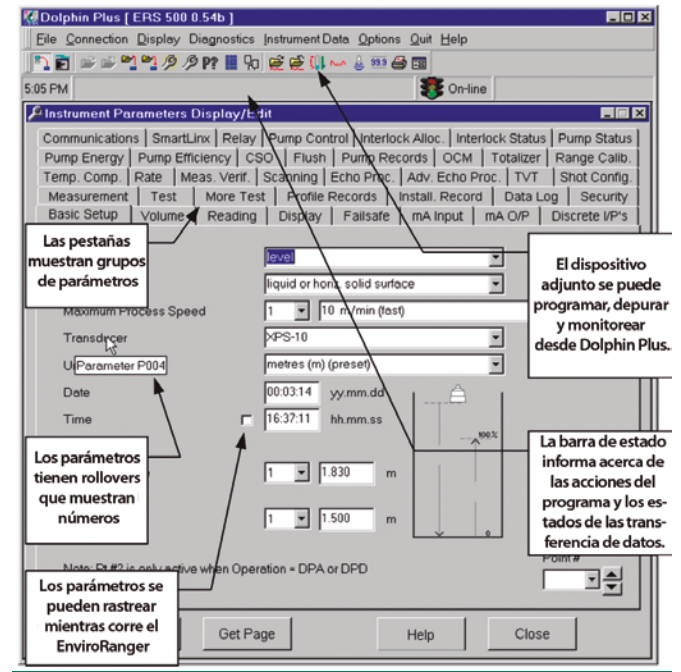 Dolphin Plus [ ERS 500 0.54b ]
File Connection Display Diagnostics Instrument Data Options Quit Help
P? 99.9
5:05 PM On-line
Instrument Parameters Display/Edit
Communications SmartLinx Relay Pump Control Interlock Alloc. Interlock Status Pump Status
Pump Energy Pump Efficiency CSO Flush Pump Records OCM Totalizer Range Calib.
Temp. Comp. Rate Meas. Verif. Scanning Echo Proc. Adv. Echo Proc. TVT Shot Config.
Measurement Test More Test Profile Records Install. Record Data Log Security
Basic Setup Volume Reading Display Failsafe mA Input mA O/P Discrete I/P's
Las pestañas
muestran grupos
de parámetros
level
liquid or horiz. solid surface
Maximum Process Speed 1 10 m/min (fast)
Transducer XPS-10
Parameter P004 metres (m) (preset)
Date 00:03:14 yy.mm.dd
Time 16:37:11 hh.mm.ss
100%
1 1.830 m
1 1.500 m
0
Note: Pt #2 is only active when Operation = DPA or DPD
Point #
Get Page Help Close
El dispositivo
adjunto se puede
programar, depurar
y monitorear
desde Dolphin Plus.
Los parámetros
tienen rollovers
que muestran
números
La barra de estado
informa acerca de
las acciones del
programa y los es-
tados de las trans-
ferencia de datos.
Los parámetros se
pueden rastrear
mientras corre el
EnviroRanger